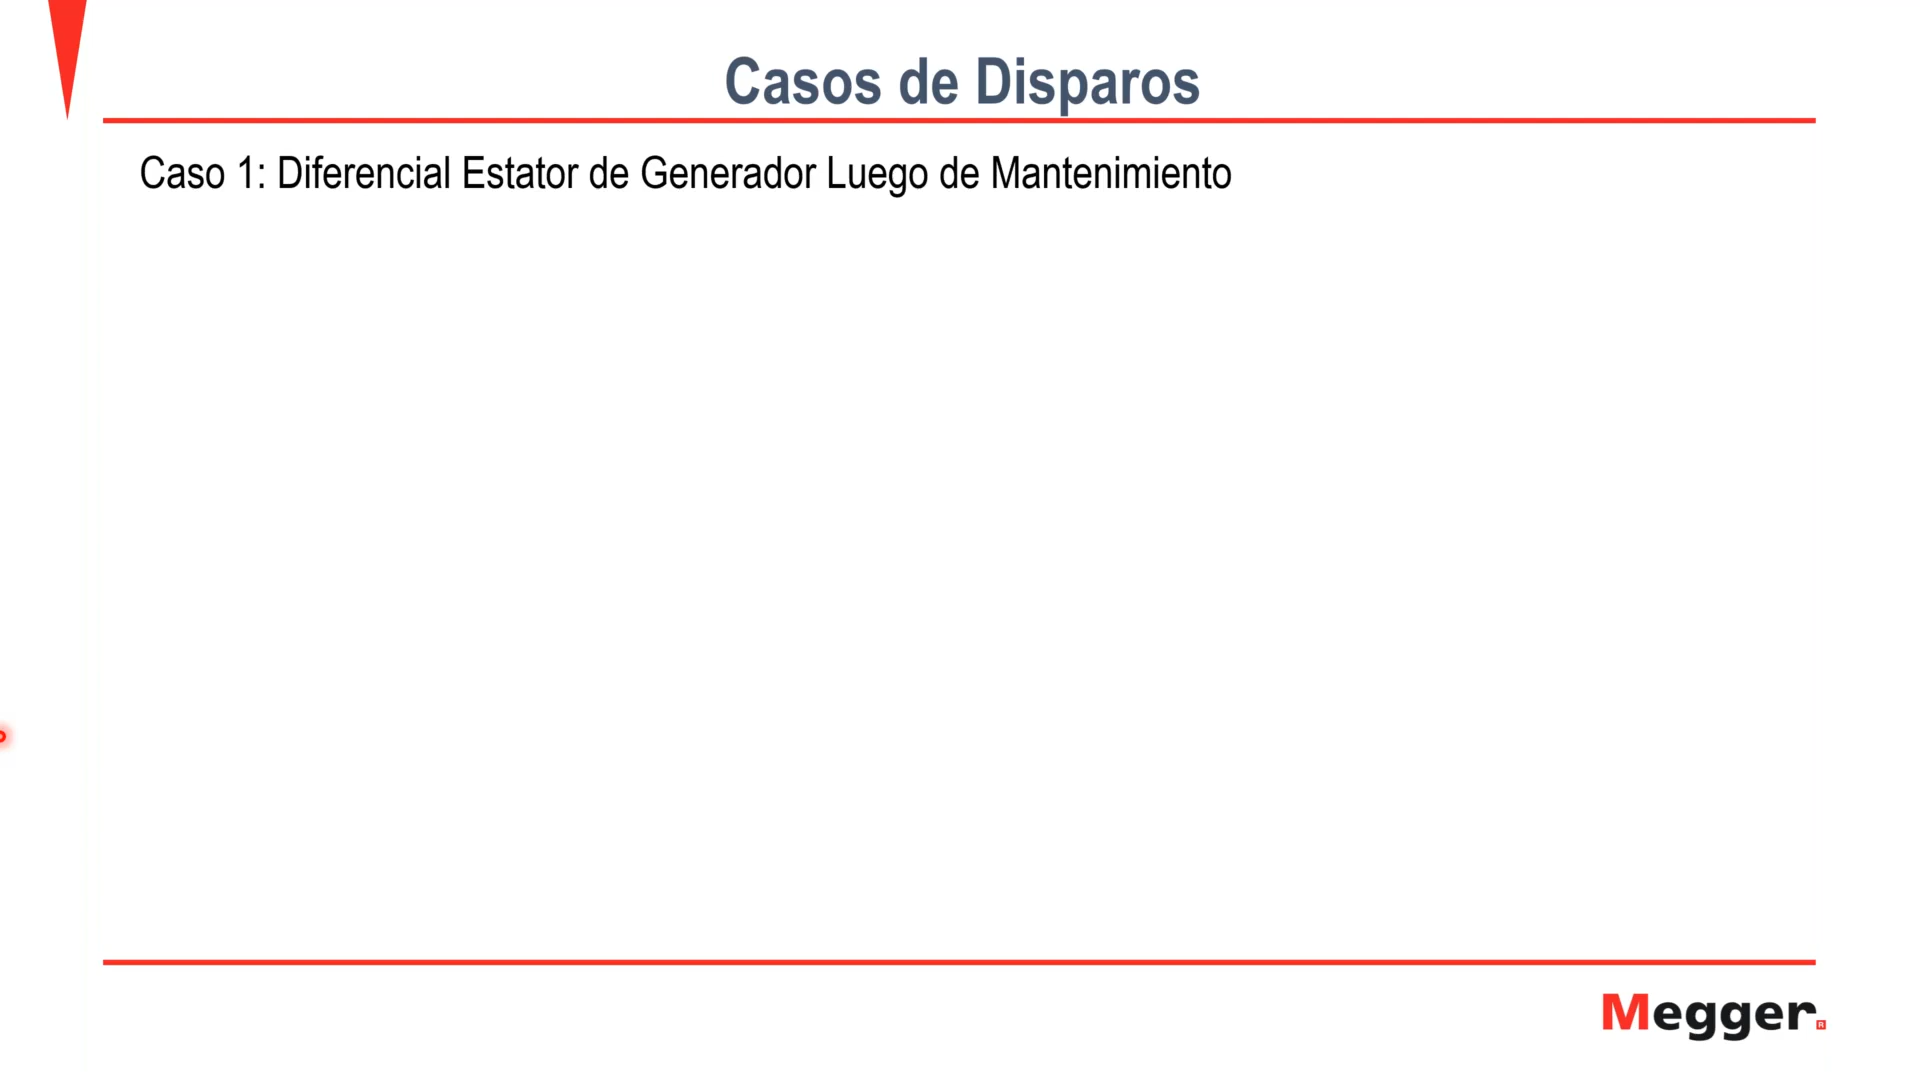 Casos de Disparos
Caso 1: Diferencial Estator de Generador Luego de Mantenimiento
Megger